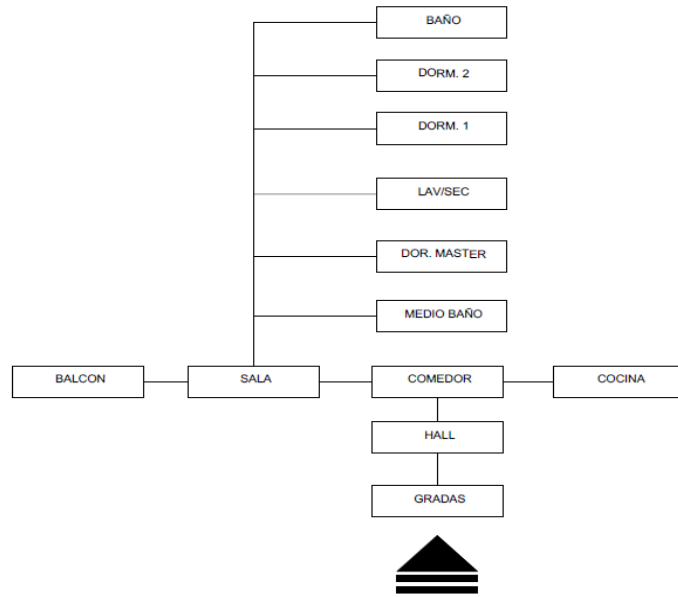 BAÑO
DORM. 2
DORM. 1
LAV/SEC
DOR. MASTER
MEDIO BAÑO
BALCON
SALA
COMEDOR
COCINA
HALL
GRADAS